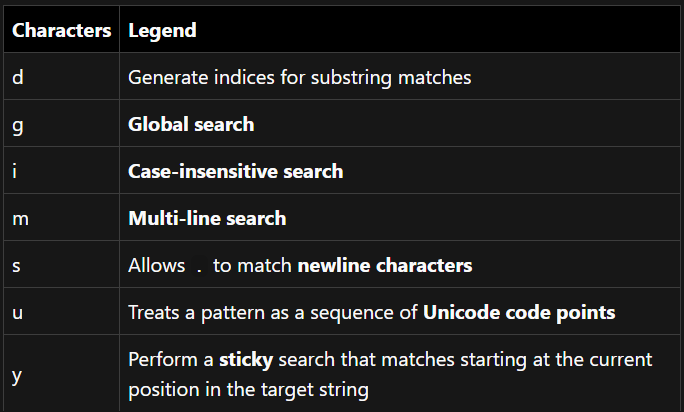 Characters Legend
d Generate indices for substring matches
g Global search
i Case-insensitive search
m Multi-line search
s Allows . to match newline characters
u Treats a pattern as a sequence of Unicode code points
y Perform a sticky search that matches starting at the current
position in the target string